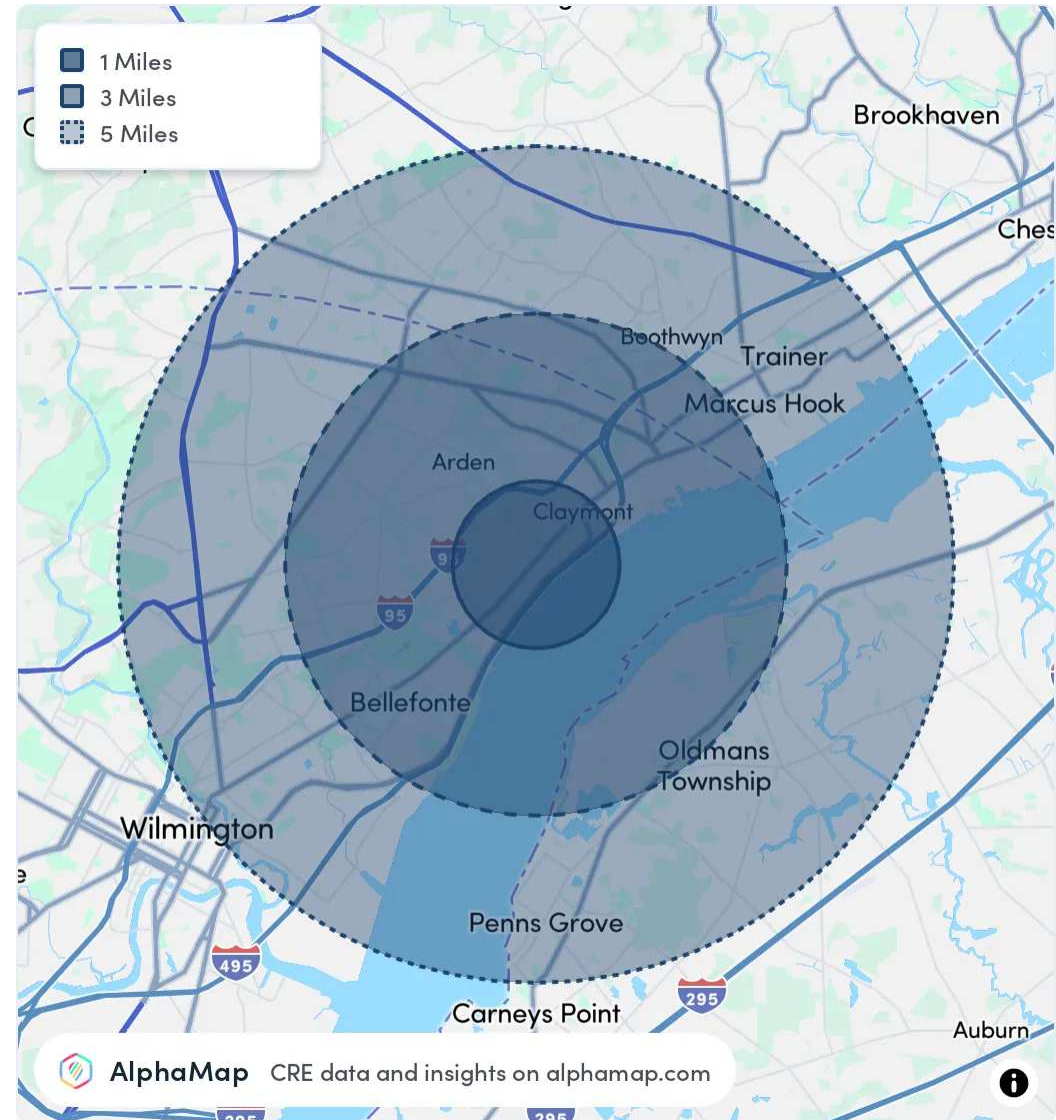 1 Miles
3 Miles
5 Miles
Brookhaven
Boothwyn
Trainer
Marcus Hook
Arden
Claymont
95
95
Bellefonte
Oldmans
Township
Wilmington
Penns Grove
495
295
Carneys Point
Auburn
AlphaMap CRE data and insights on alphamap.com
295